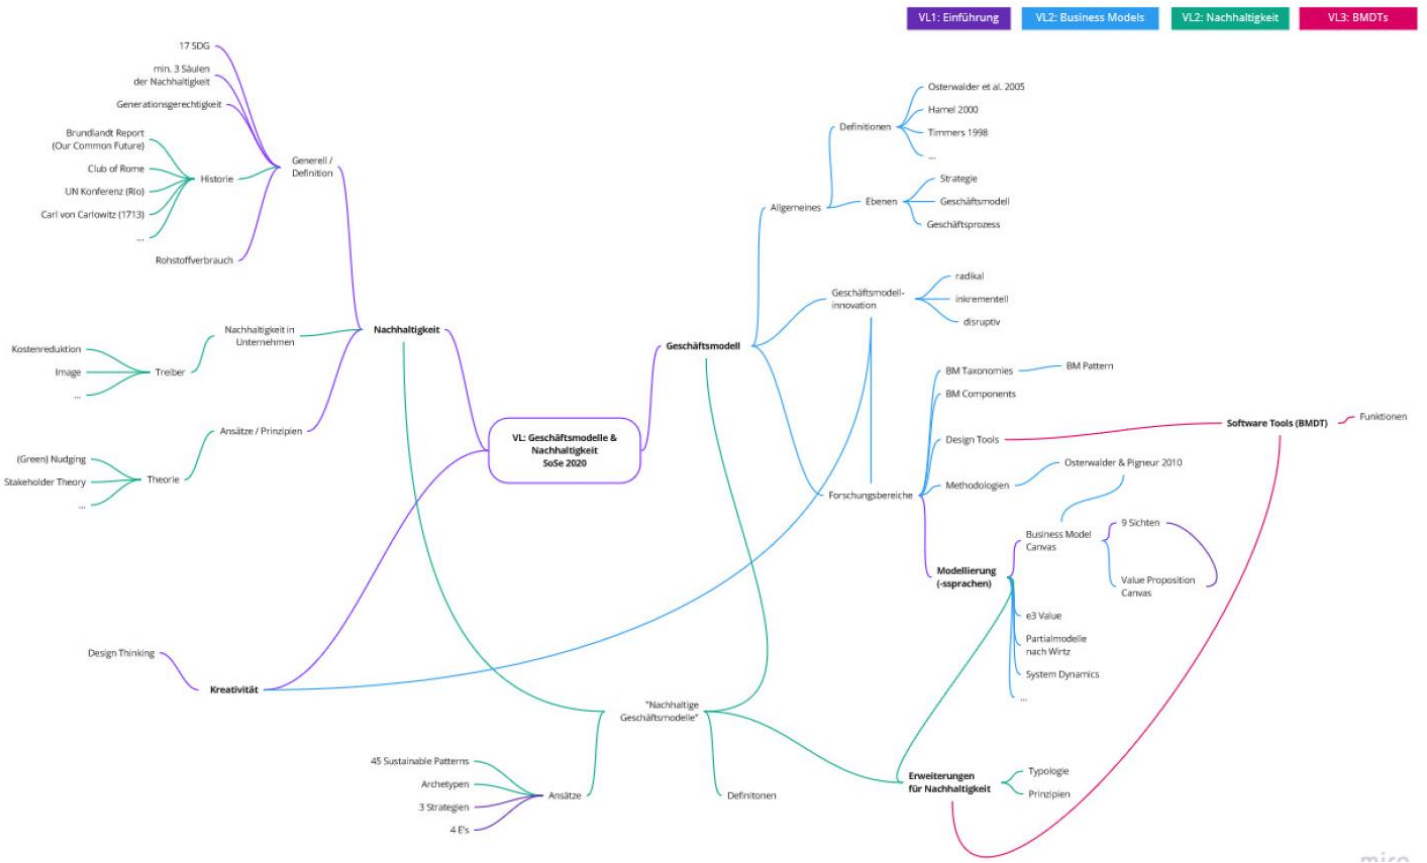 VL1: Einführung
VL2: Business Models
VL2: Nachhaltigkeit
VL3: BMDTs
17 SDG
min. 3 Säulen
der Nachhaltigkeit
Generationsgerechtigkeit
Brundlandt Report
(Our Common Future)
Club of Rome
UN Konferenz (Rio)
Carl von Carlowitz (1713)
...
Historie
Rohstoffverbrauch
Generell /
Definition
Nachhaltigkeit in
Unternehmen
Kostenreduktion
Image
...
Treiber
Ansätze / Prinzipien
(Green) Nudging
Stakeholder Theory
...
Theorie
Nachhaltigkeit
VL: Geschäftsmodelle &
Nachhaltigkeit
SoSe 2020
Design Thinking
Kreativität
Geschäftsmodell
Allgemeines
Definitionen
Osterwalder et al. 2005
Hamel 2000
Timmers 1998
...
Ebenen
Strategie
Geschäftsmodell
Geschäftsprozess
Geschäftsmodell-
innovation
radikal
inkrementell
disruptiv
Forschungsbereiche
BM Taxonomies
BM Pattern
BM Components
Design Tools
Software Tools (BMDT)
Funktionen
Methodologien
Osterwalder & Pigneur 2010
Modellierung
(-ssprachen)
Business Model
Canvas
9 Sichten
Value Proposition
Canvas
e3 Value
Partialmodelle
nach Wirtz
System Dynamics
...
"Nachhaltige
Geschäftsmodelle"
45 Sustainable Patterns
Archetypen
3 Strategien
4 E's
Ansätze
Definitonen
Erweiterungen
für Nachhaltigkeit
Typologie
Prinzipien
miro